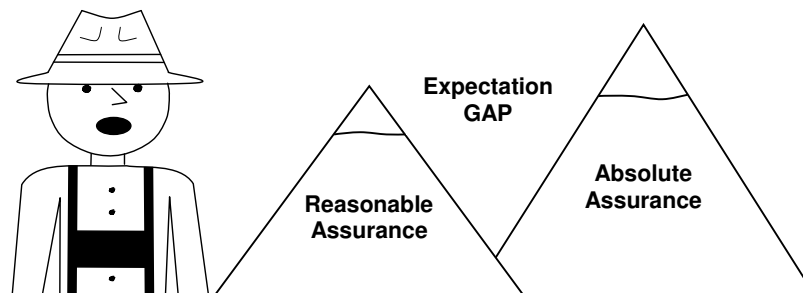 Expectation
GAP
Reasonable
Assurance
Absolute
Assurance